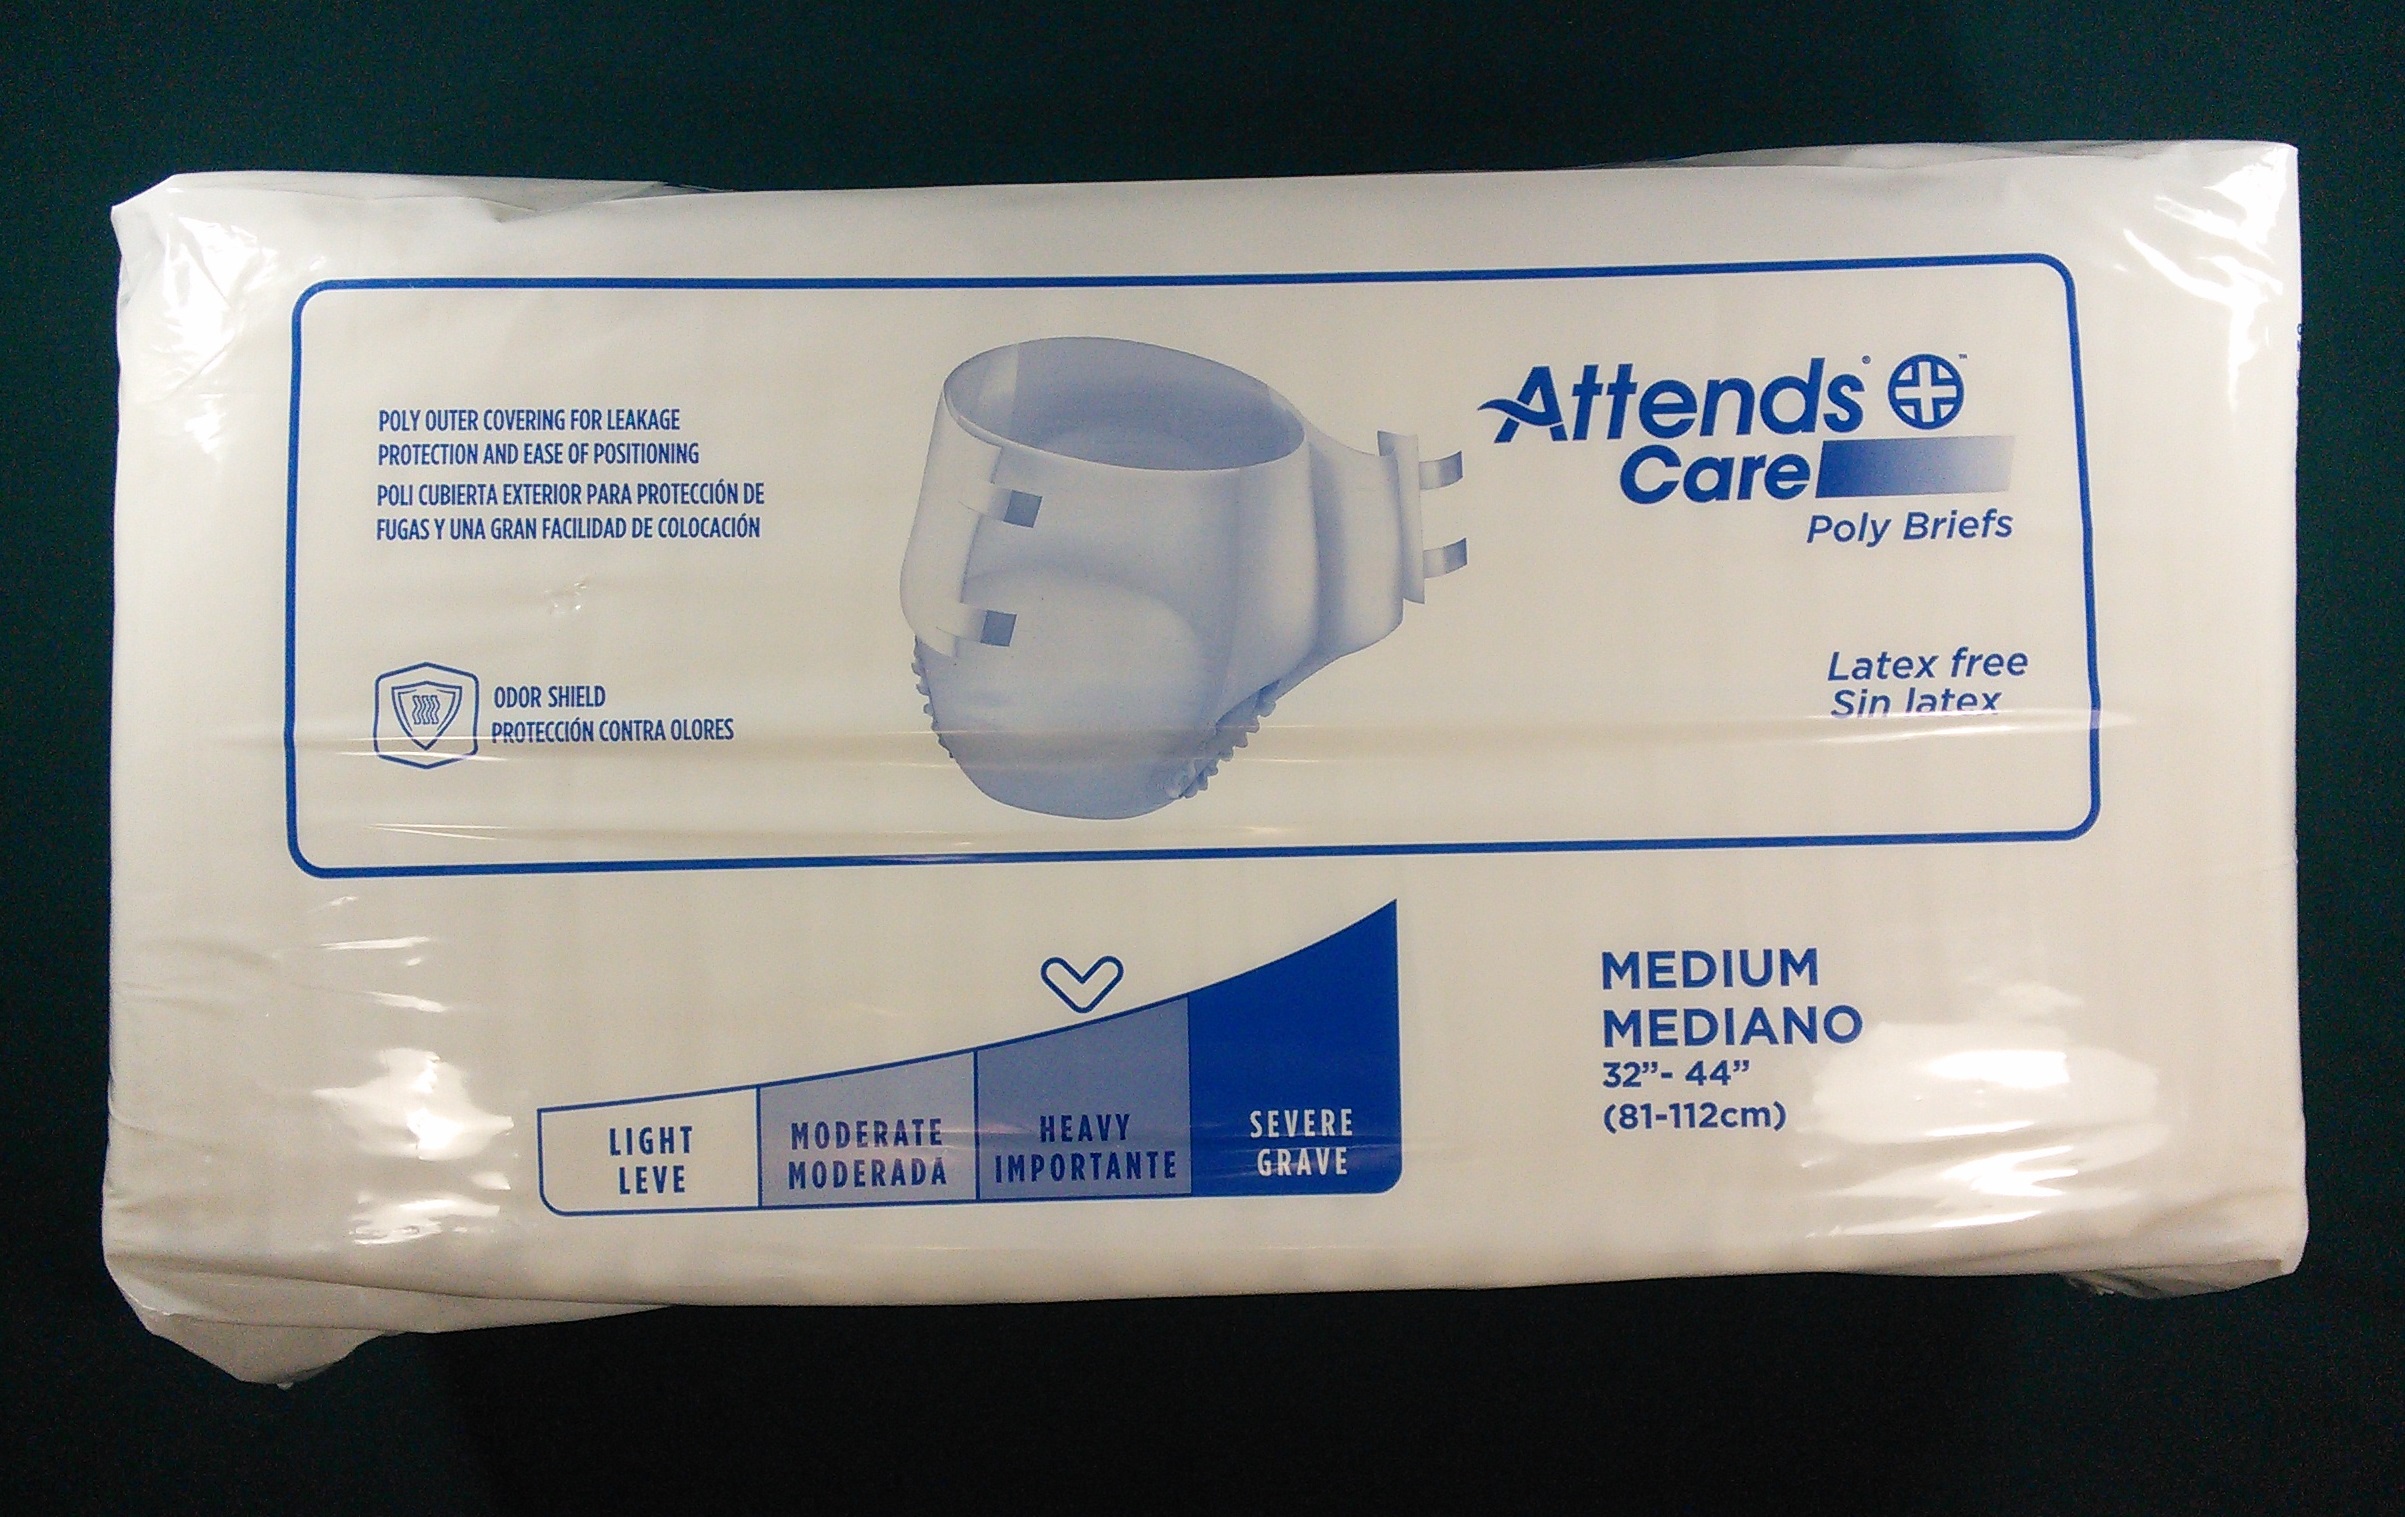 POLY OUTER COVERING FOR LEAKAGE
PROTECTION AND EASE OF POSITIONING
POLI CUBIERTA EXTERIOR PARA PROTECCIÓN DE
FUGAS Y UNA GRAN FACILIDAD DE COLOCACIÓN
ODOR SHIELD
PROTECCIÓN CONTRA OLORES
Attends® ™
Care
Poly Briefs
Latex free
Sin latex
LIGHT
LEVE
MODERATE
MODERADA
HEAVY
IMPORTANTE
SEVERE
GRAVE
MEDIUM
MEDIANO
32”- 44”
(81-112cm)